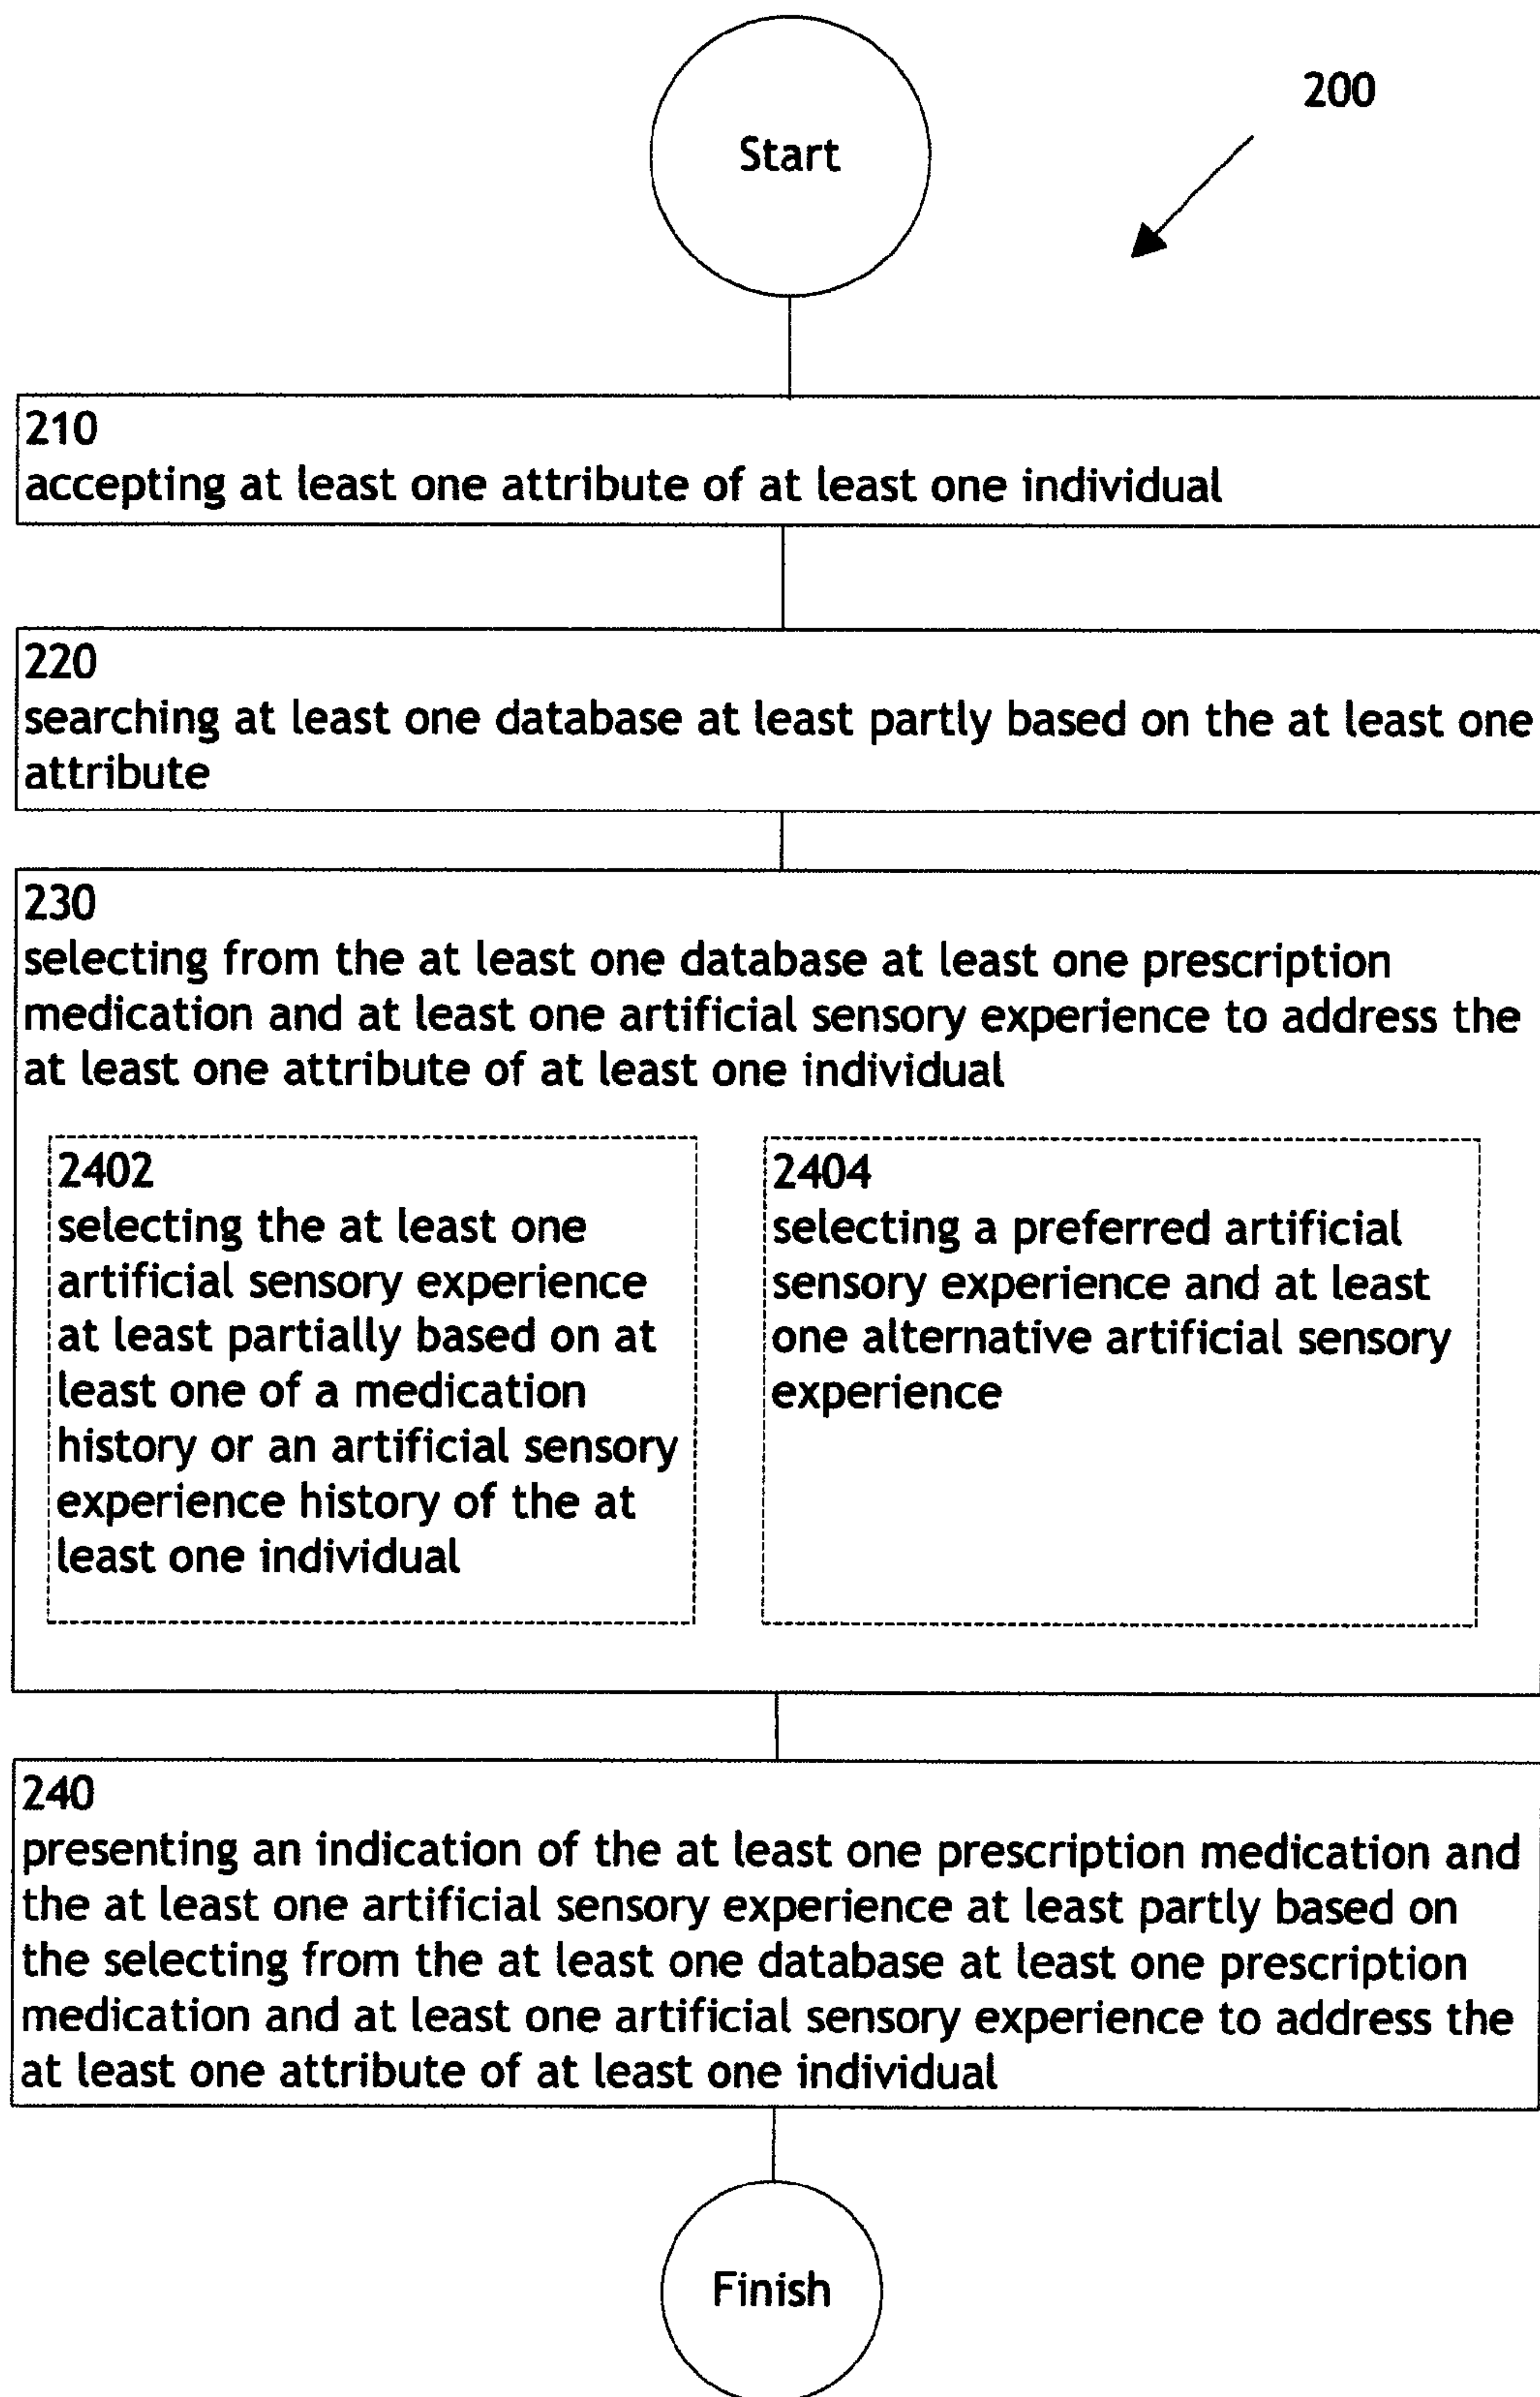 Start
200
210
accepting at least one attribute of at least one individual
220
searching at least one database at least partly based on the at least one
attribute
230
selecting from the at least one database at least one prescription
medication and at least one artificial sensory experience to address the
at least one attribute of at least one individual
2402
selecting the at least one
artificial sensory experience
at least partially based on at
least one of a medication
history or an artificial sensory
experience history of the at
least one individual
2404
selecting a preferred artificial
sensory experience and at least
one alternative artificial sensory
experience
240
presenting an indication of the at least one prescription medication and
the at least one artificial sensory experience at least partly based on
the selecting from the at least one database at least one prescription
medication and at least one artificial sensory experience to address the
at least one attribute of at least one individual
Finish